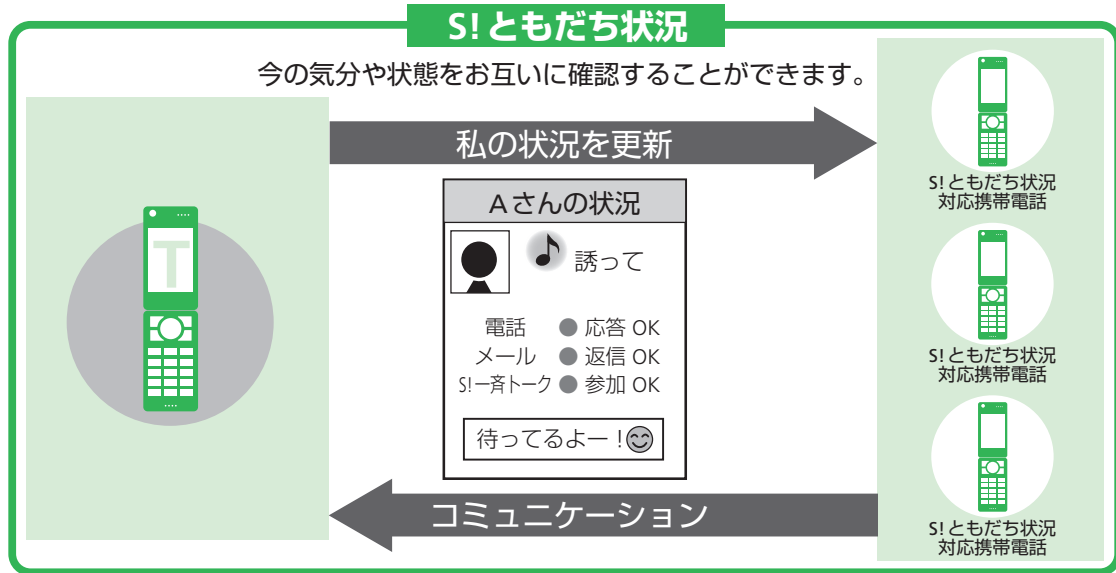 S!ともだち状況
今の気分や状態をお互いに確認することができます。
私の状況を更新
T
Aさんの状況
誘って
電話 ● 応答 OK
メール ● 返信 OK
S!一斉トーク ● 参加 OK
待ってるよー!😊
コミュニケーション
S!ともだち状況
対応携帯電話
S!ともだち状況
対応携帯電話
S!ともだち状況
対応携帯電話